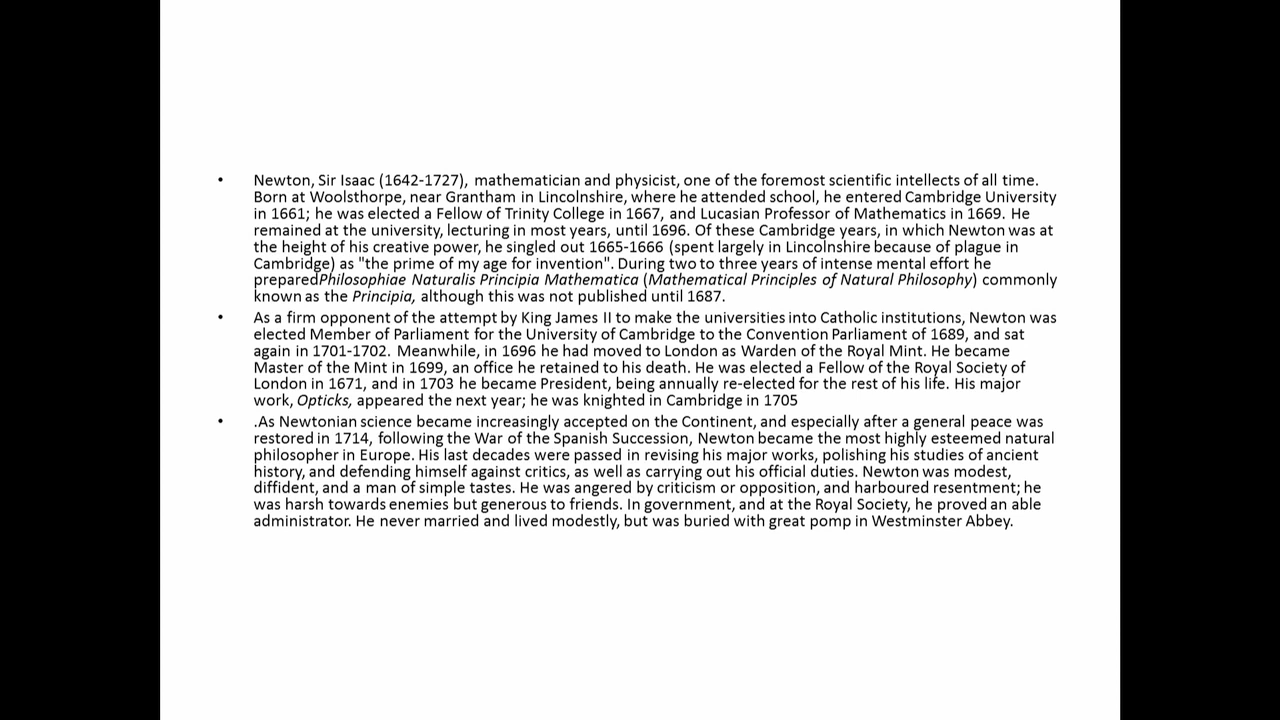 • Newton, Sir Isaac (1642-1727), mathematician and physicist, one of the foremost scientific intellects of all time.
Born at Woolsthorpe, near Grantham in Lincolnshire, where he attended school, he entered Cambridge University
in 1661; he was elected a Fellow of Trinity College in 1667, and Lucasian Professor of Mathematics in 1669. He
remained at the university, lecturing in most years, until 1696. Of these Cambridge years, in which Newton was at
the height of his creative power, he singled out 1665-1666 (spent largely in Lincolnshire because of plague in
Cambridge) as "the prime of my age for invention". During two to three years of intense mental effort he
preparedPhilosophiae Naturalis Principia Mathematica (Mathematical Principles of Natural Philosophy) commonly
known as the Principia, although this was not published until 1687.
• As a firm opponent of the attempt by King James II to make the universities into Catholic institutions, Newton was
elected Member of Parliament for the University of Cambridge to the Convention Parliament of 1689, and sat
again in 1701-1702. Meanwhile, in 1696 he had moved to London as Warden of the Royal Mint. He became
Master of the Mint in 1699, an office he retained to his death. He was elected a Fellow of the Royal Society of
London in 1671, and in 1703 he became President, being annually re-elected for the rest of his life. His major
work, Opticks, appeared the next year; he was knighted in Cambridge in 1705
• .As Newtonian science became increasingly accepted on the Continent, and especially after a general peace was
restored in 1714, following the War of the Spanish Succession, Newton became the most highly esteemed natural
philosopher in Europe. His last decades were passed in revising his major works, polishing his studies of ancient
history, and defending himself against critics, as well as carrying out his official duties. Newton was modest,
diffident, and a man of simple tastes. He was angered by criticism or opposition, and harboured resentment; he
was harsh towards enemies but generous to friends. In government, and at the Royal Society, he proved an able
administrator. He never married and lived modestly, but was buried with great pomp in Westminster Abbey.